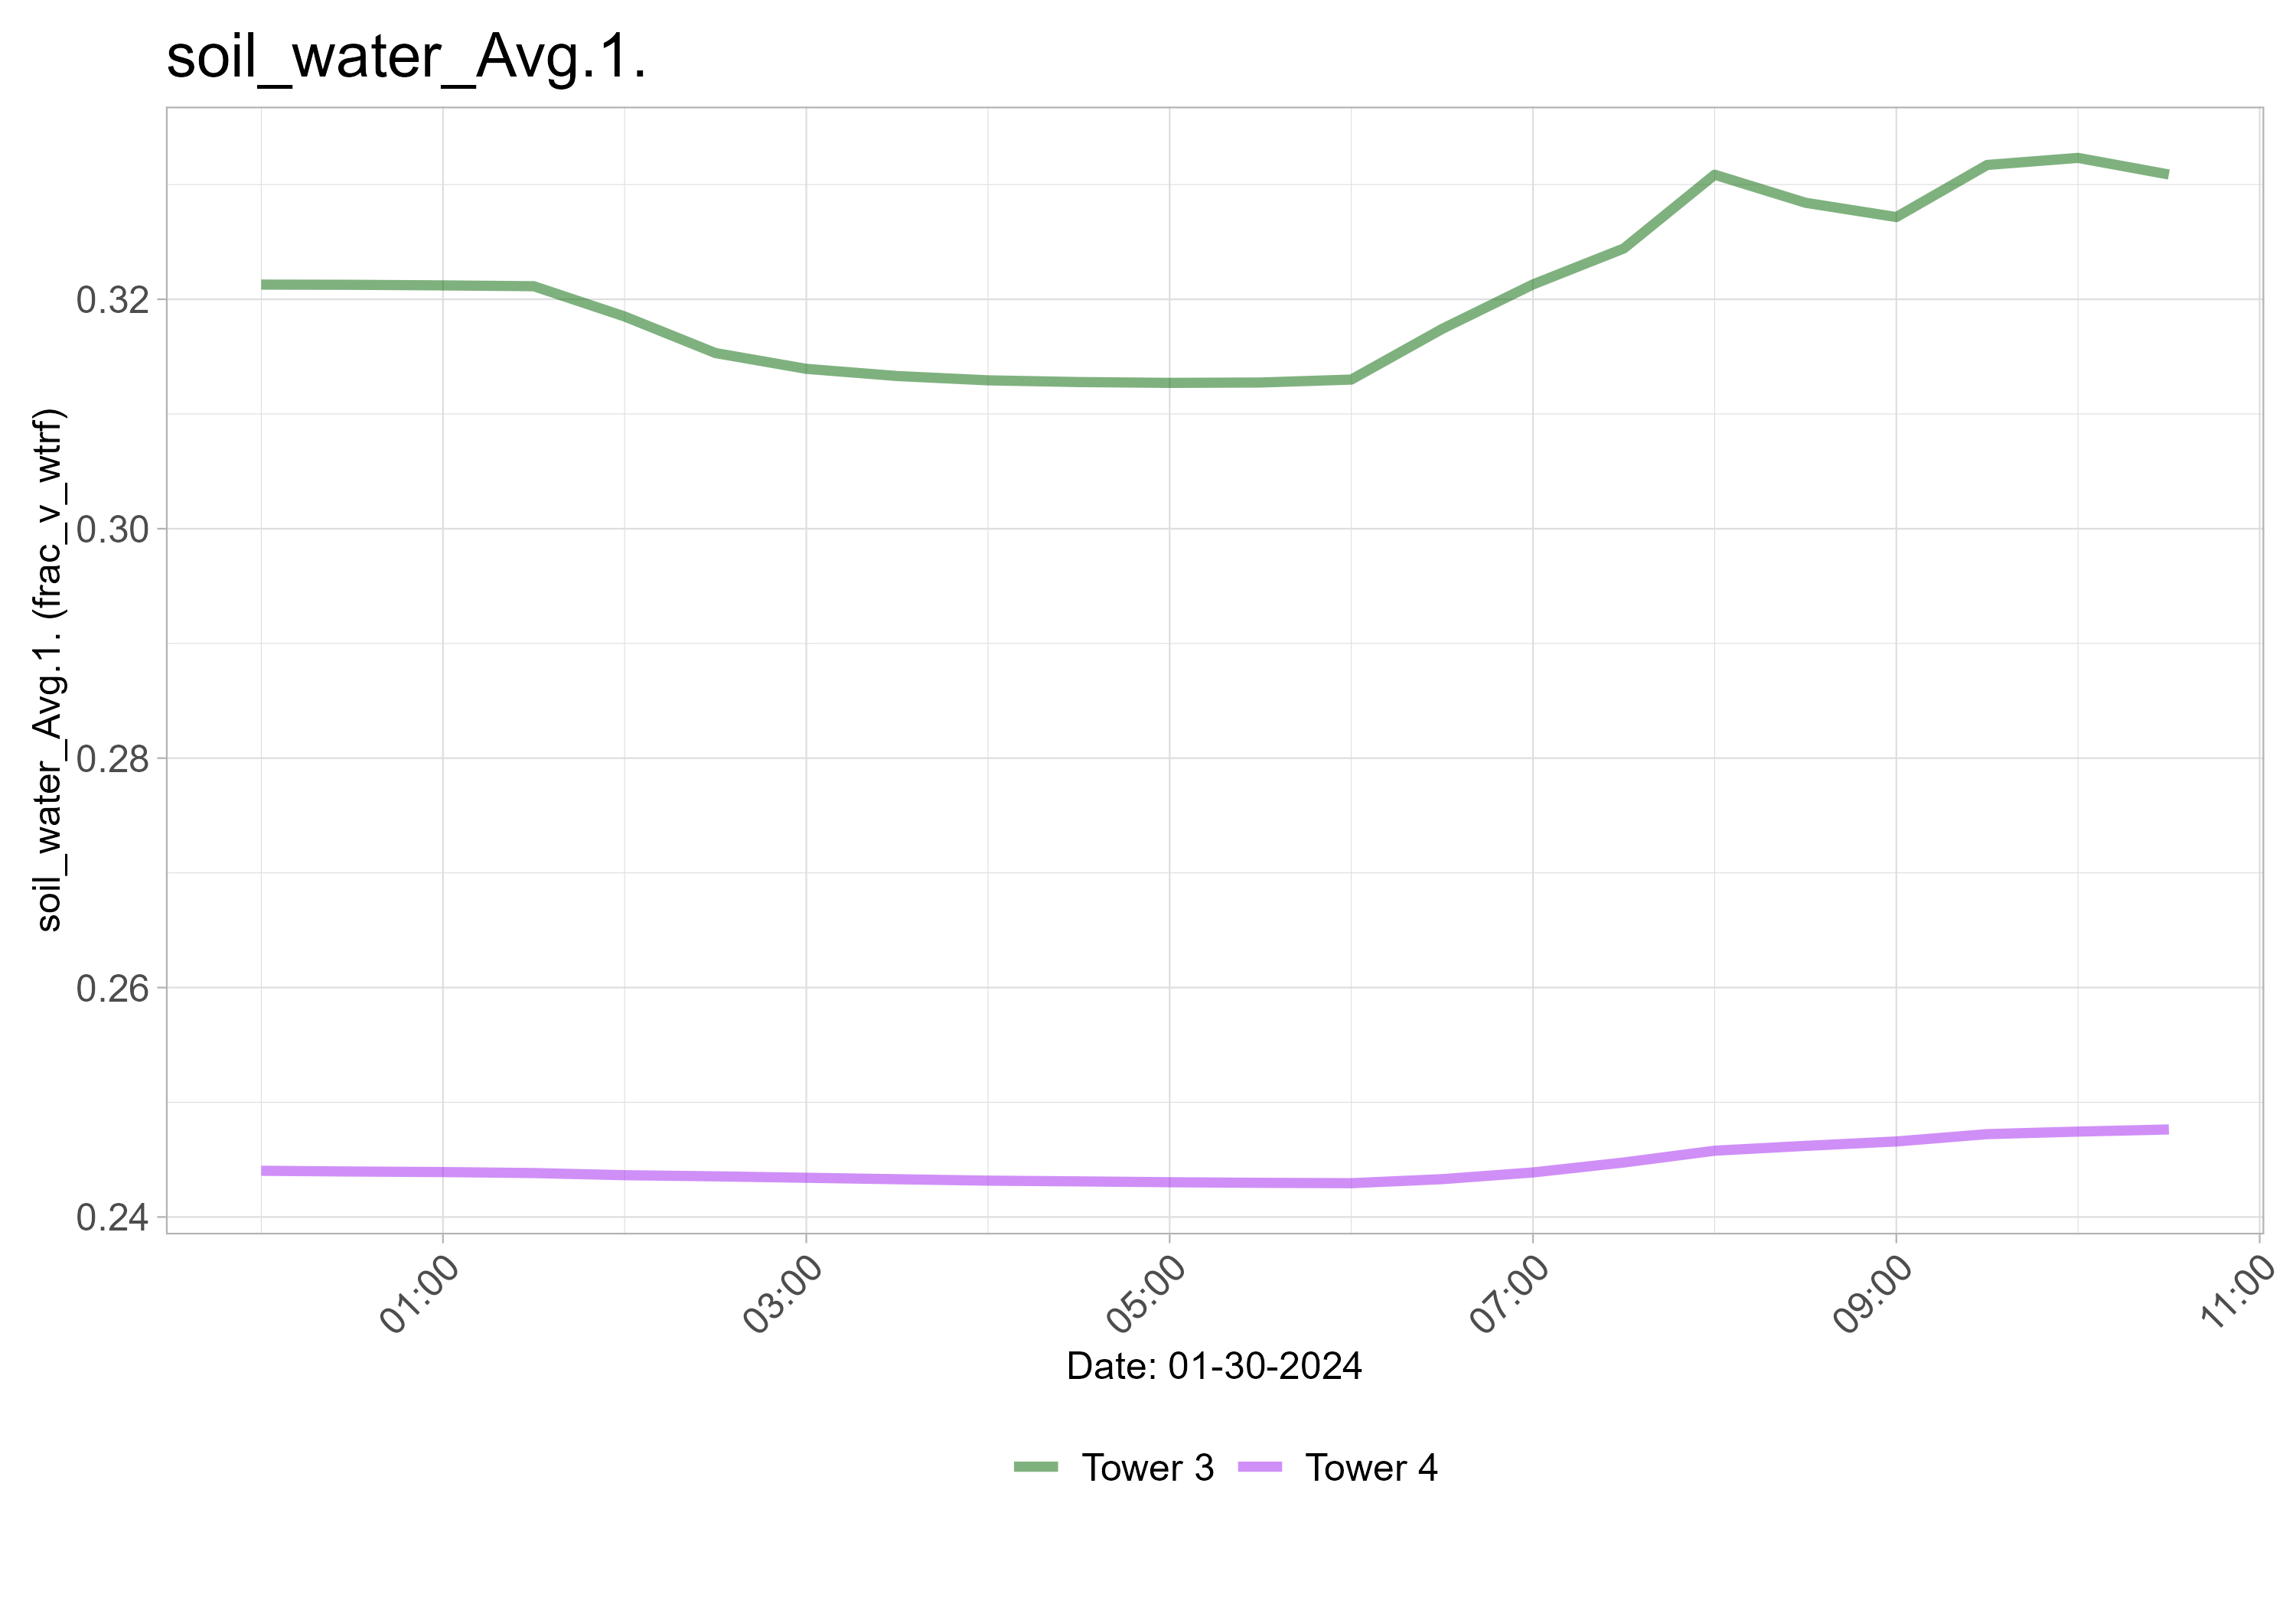 soil_water_Avg.1.
soil_water_Avg.1. (frac_v_wtrf)
0.32
0.30
0.28
0.26
0.24
01:00
03:00
05:00
07:00
09:00
11:00
Date: 01-30-2024
Tower 3
Tower 4